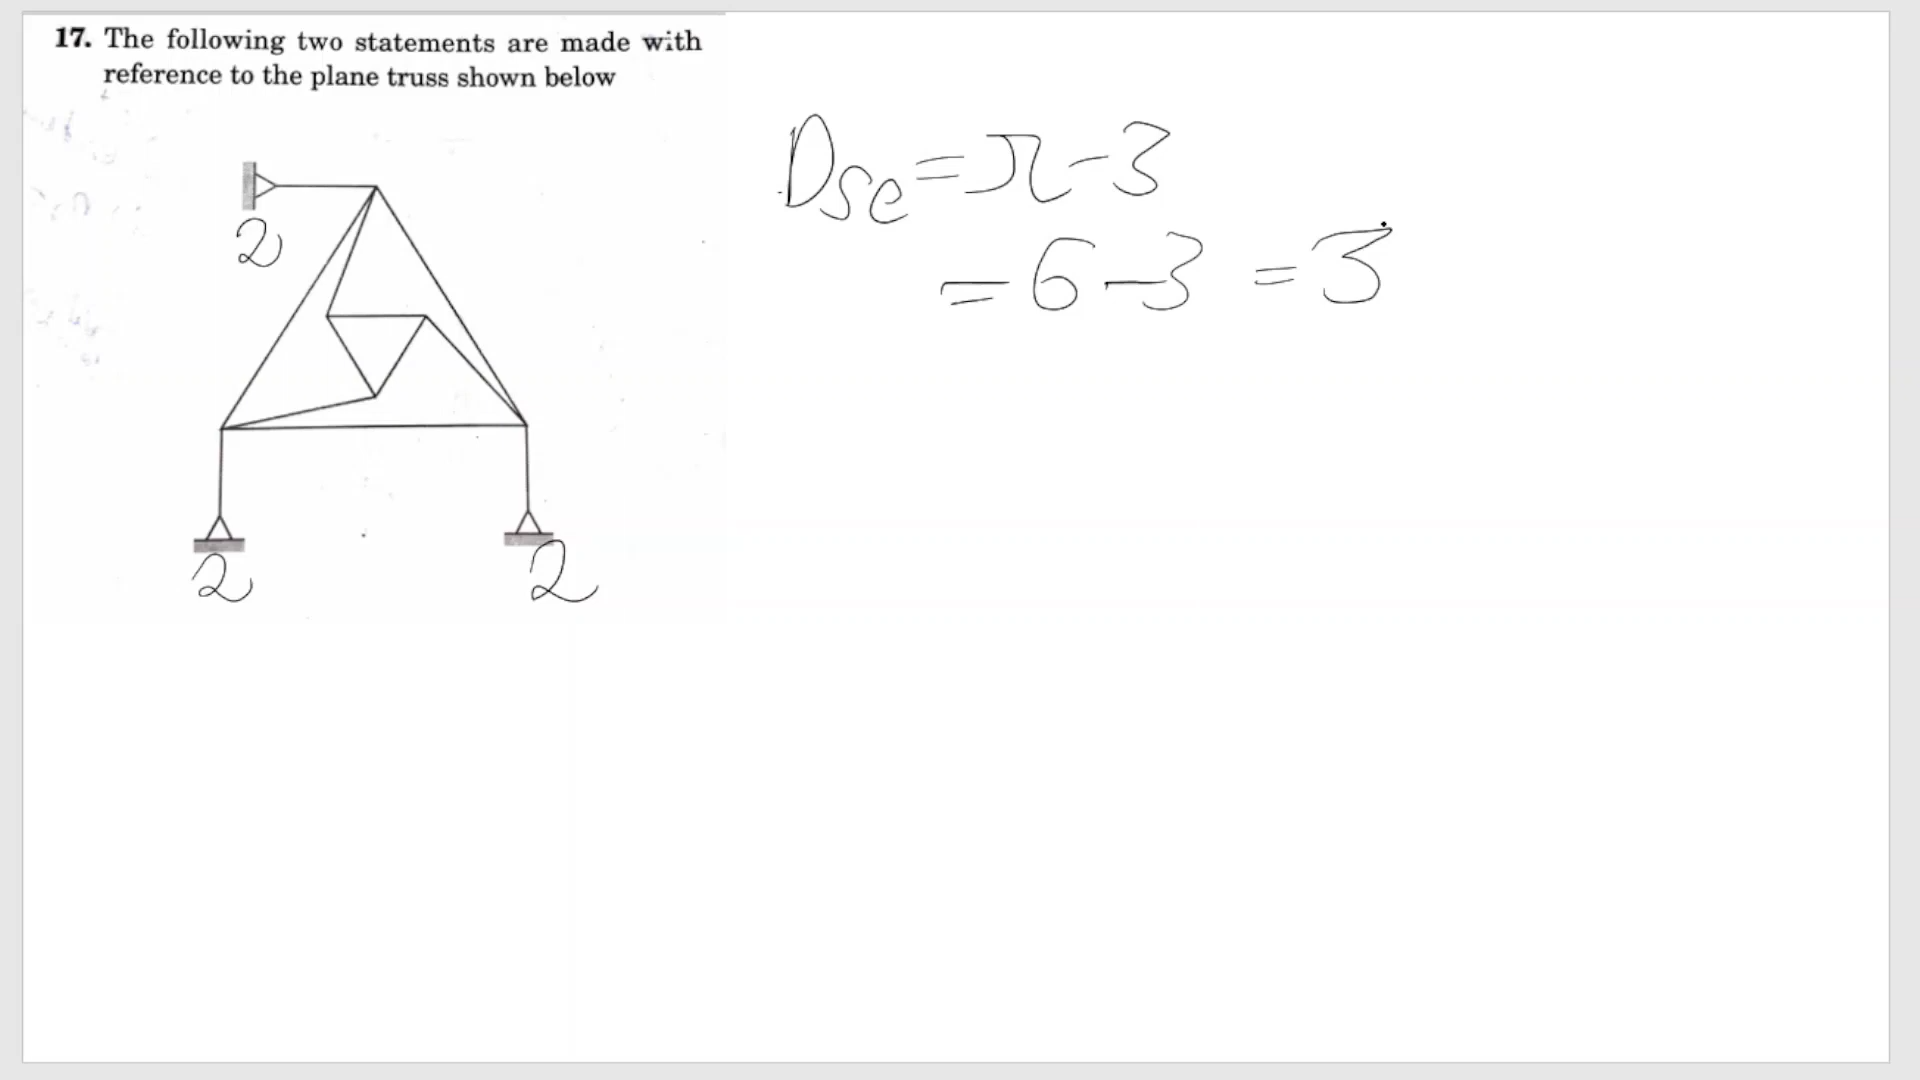 17. The following two statements are made with
reference to the plane truss shown below
Dse = r - 3
= 6 - 3 = 3
2
2
2